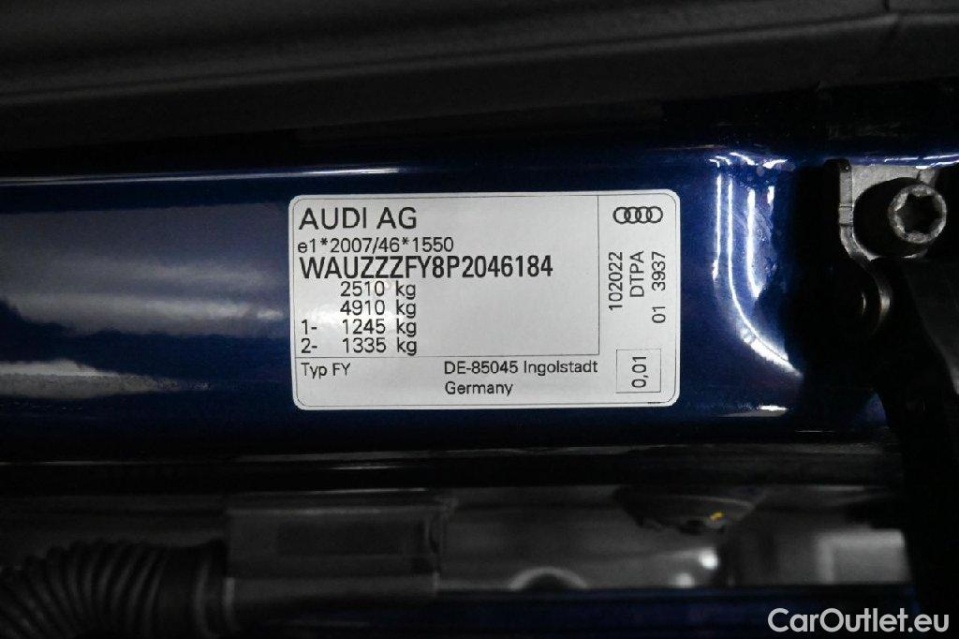 AUDI AG
e1*2007/46*1550
WAUZZZFY8P2046184
2510 kg
4910 kg
1- 1245 kg
2- 1335 kg
Typ FY
DE-85045 Ingolstadt
Germany
102022
DTPA
01 3937
0,01
CarOutlet.eu